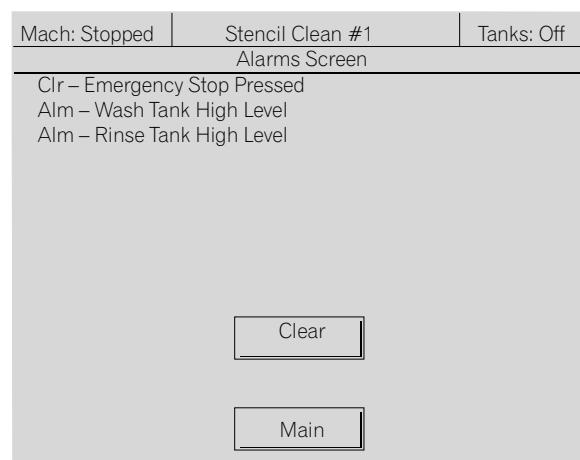 Mach: Stopped Stencil Clean #1 Tanks: Off
Alarms Screen
Clr – Emergency Stop Pressed
Alm – Wash Tank High Level
Alm – Rinse Tank High Level
Clear
Main